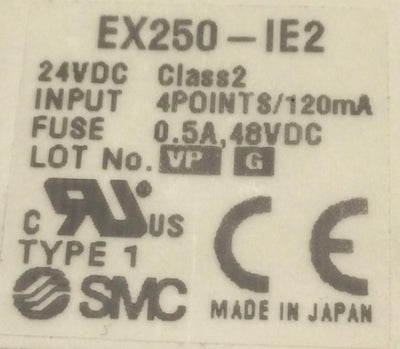 EX250-IE2
24VDC Class2
INPUT 4POINTS/120mA
FUSE 0.5A,48VDC
LOT No. VP G
C RU US
CE
TYPE 1
SMC MADE IN JAPAN